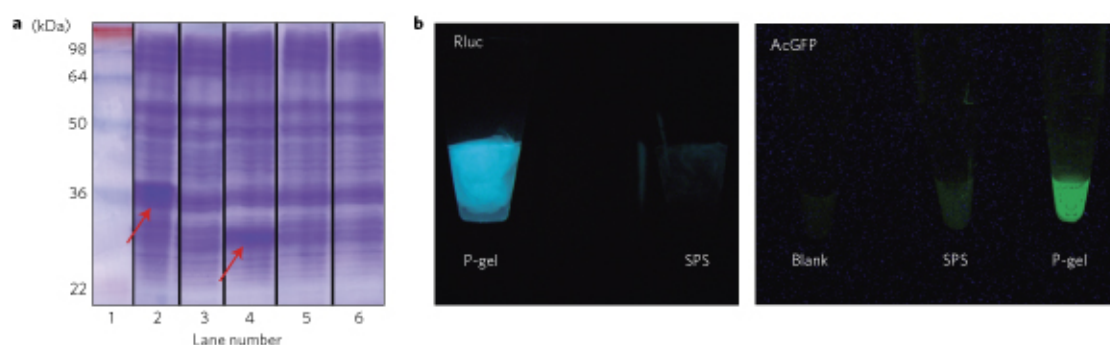 a (kDa)
98
64
50
36
22
1 2 3 4 5 6
Lane number
b
Rluc
P-gel SPS
AcGFP
Blank SPS P-gel